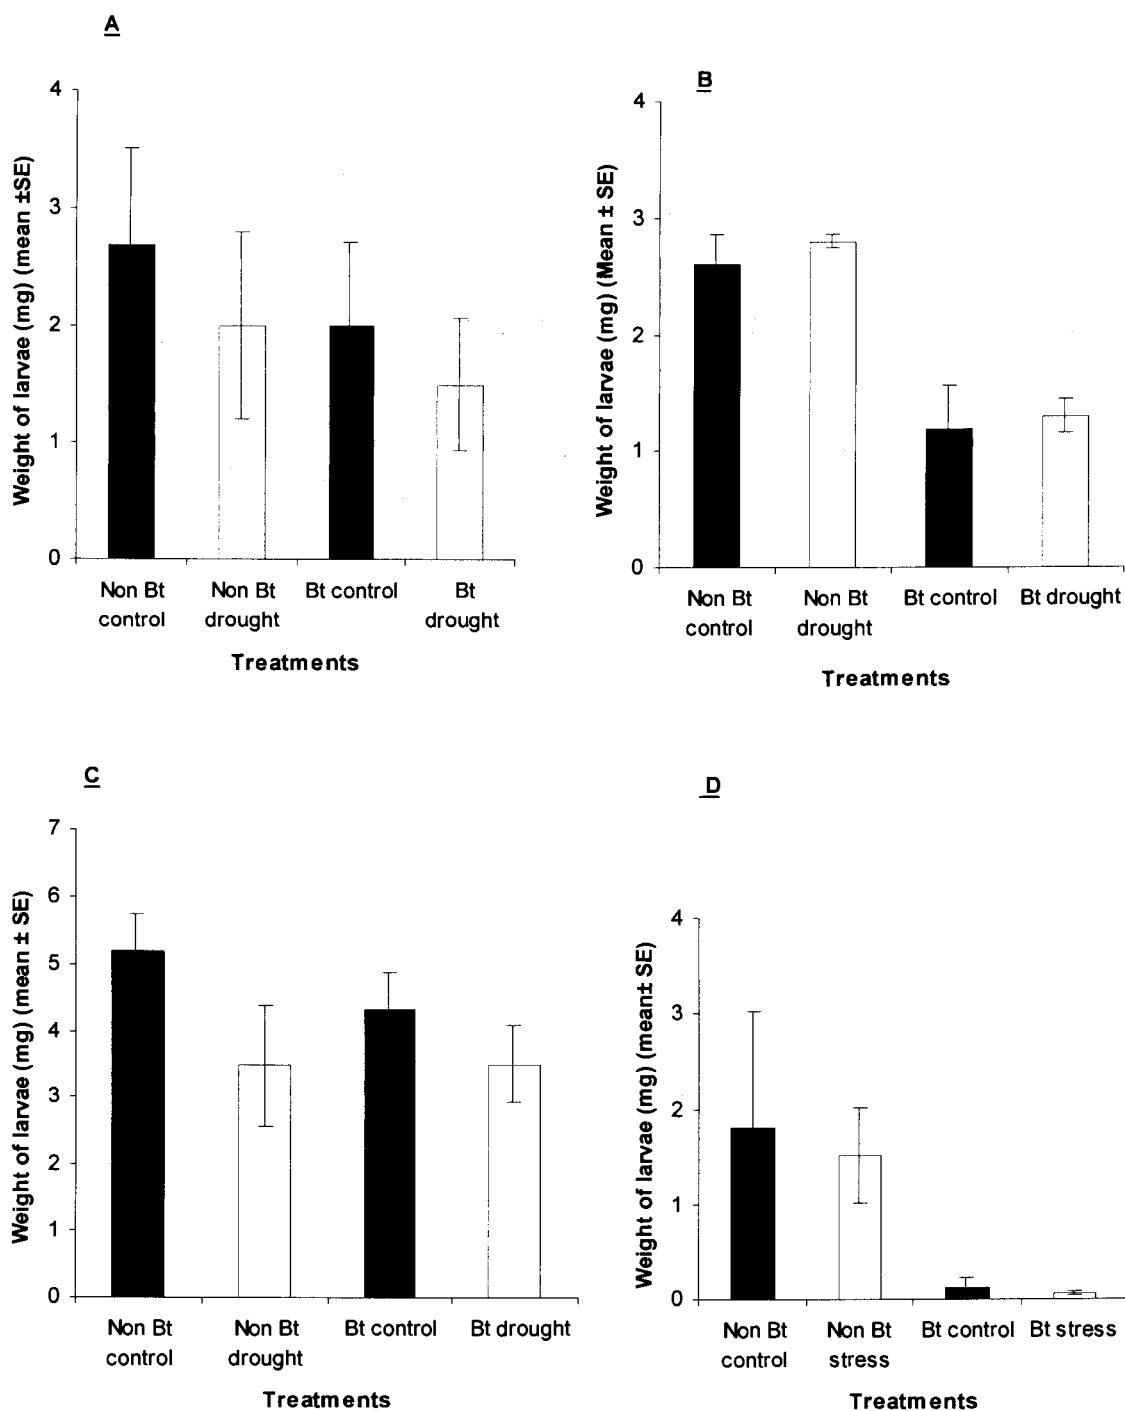 A
Weight of larvae (mg) (mean ±SE)
4
3
2
1
0
Non Bt control
Non Bt drought
Bt control
Bt drought
Treatments
B
Weight of larvae (mg) (Mean ± SE)
4
3
2
1
0
Non Bt control
Non Bt drought
Bt control
Bt drought
Treatments
C
Weight of larvae (mg) (mean ± SE)
7
6
5
4
3
2
1
0
Non Bt control
Non Bt drought
Bt control
Bt drought
Treatments
D
Weight of larvae (mg) (mean± SE)
4
3
2
1
0
Non Bt control
Non Bt stress
Bt control
Bt stress
Treatments